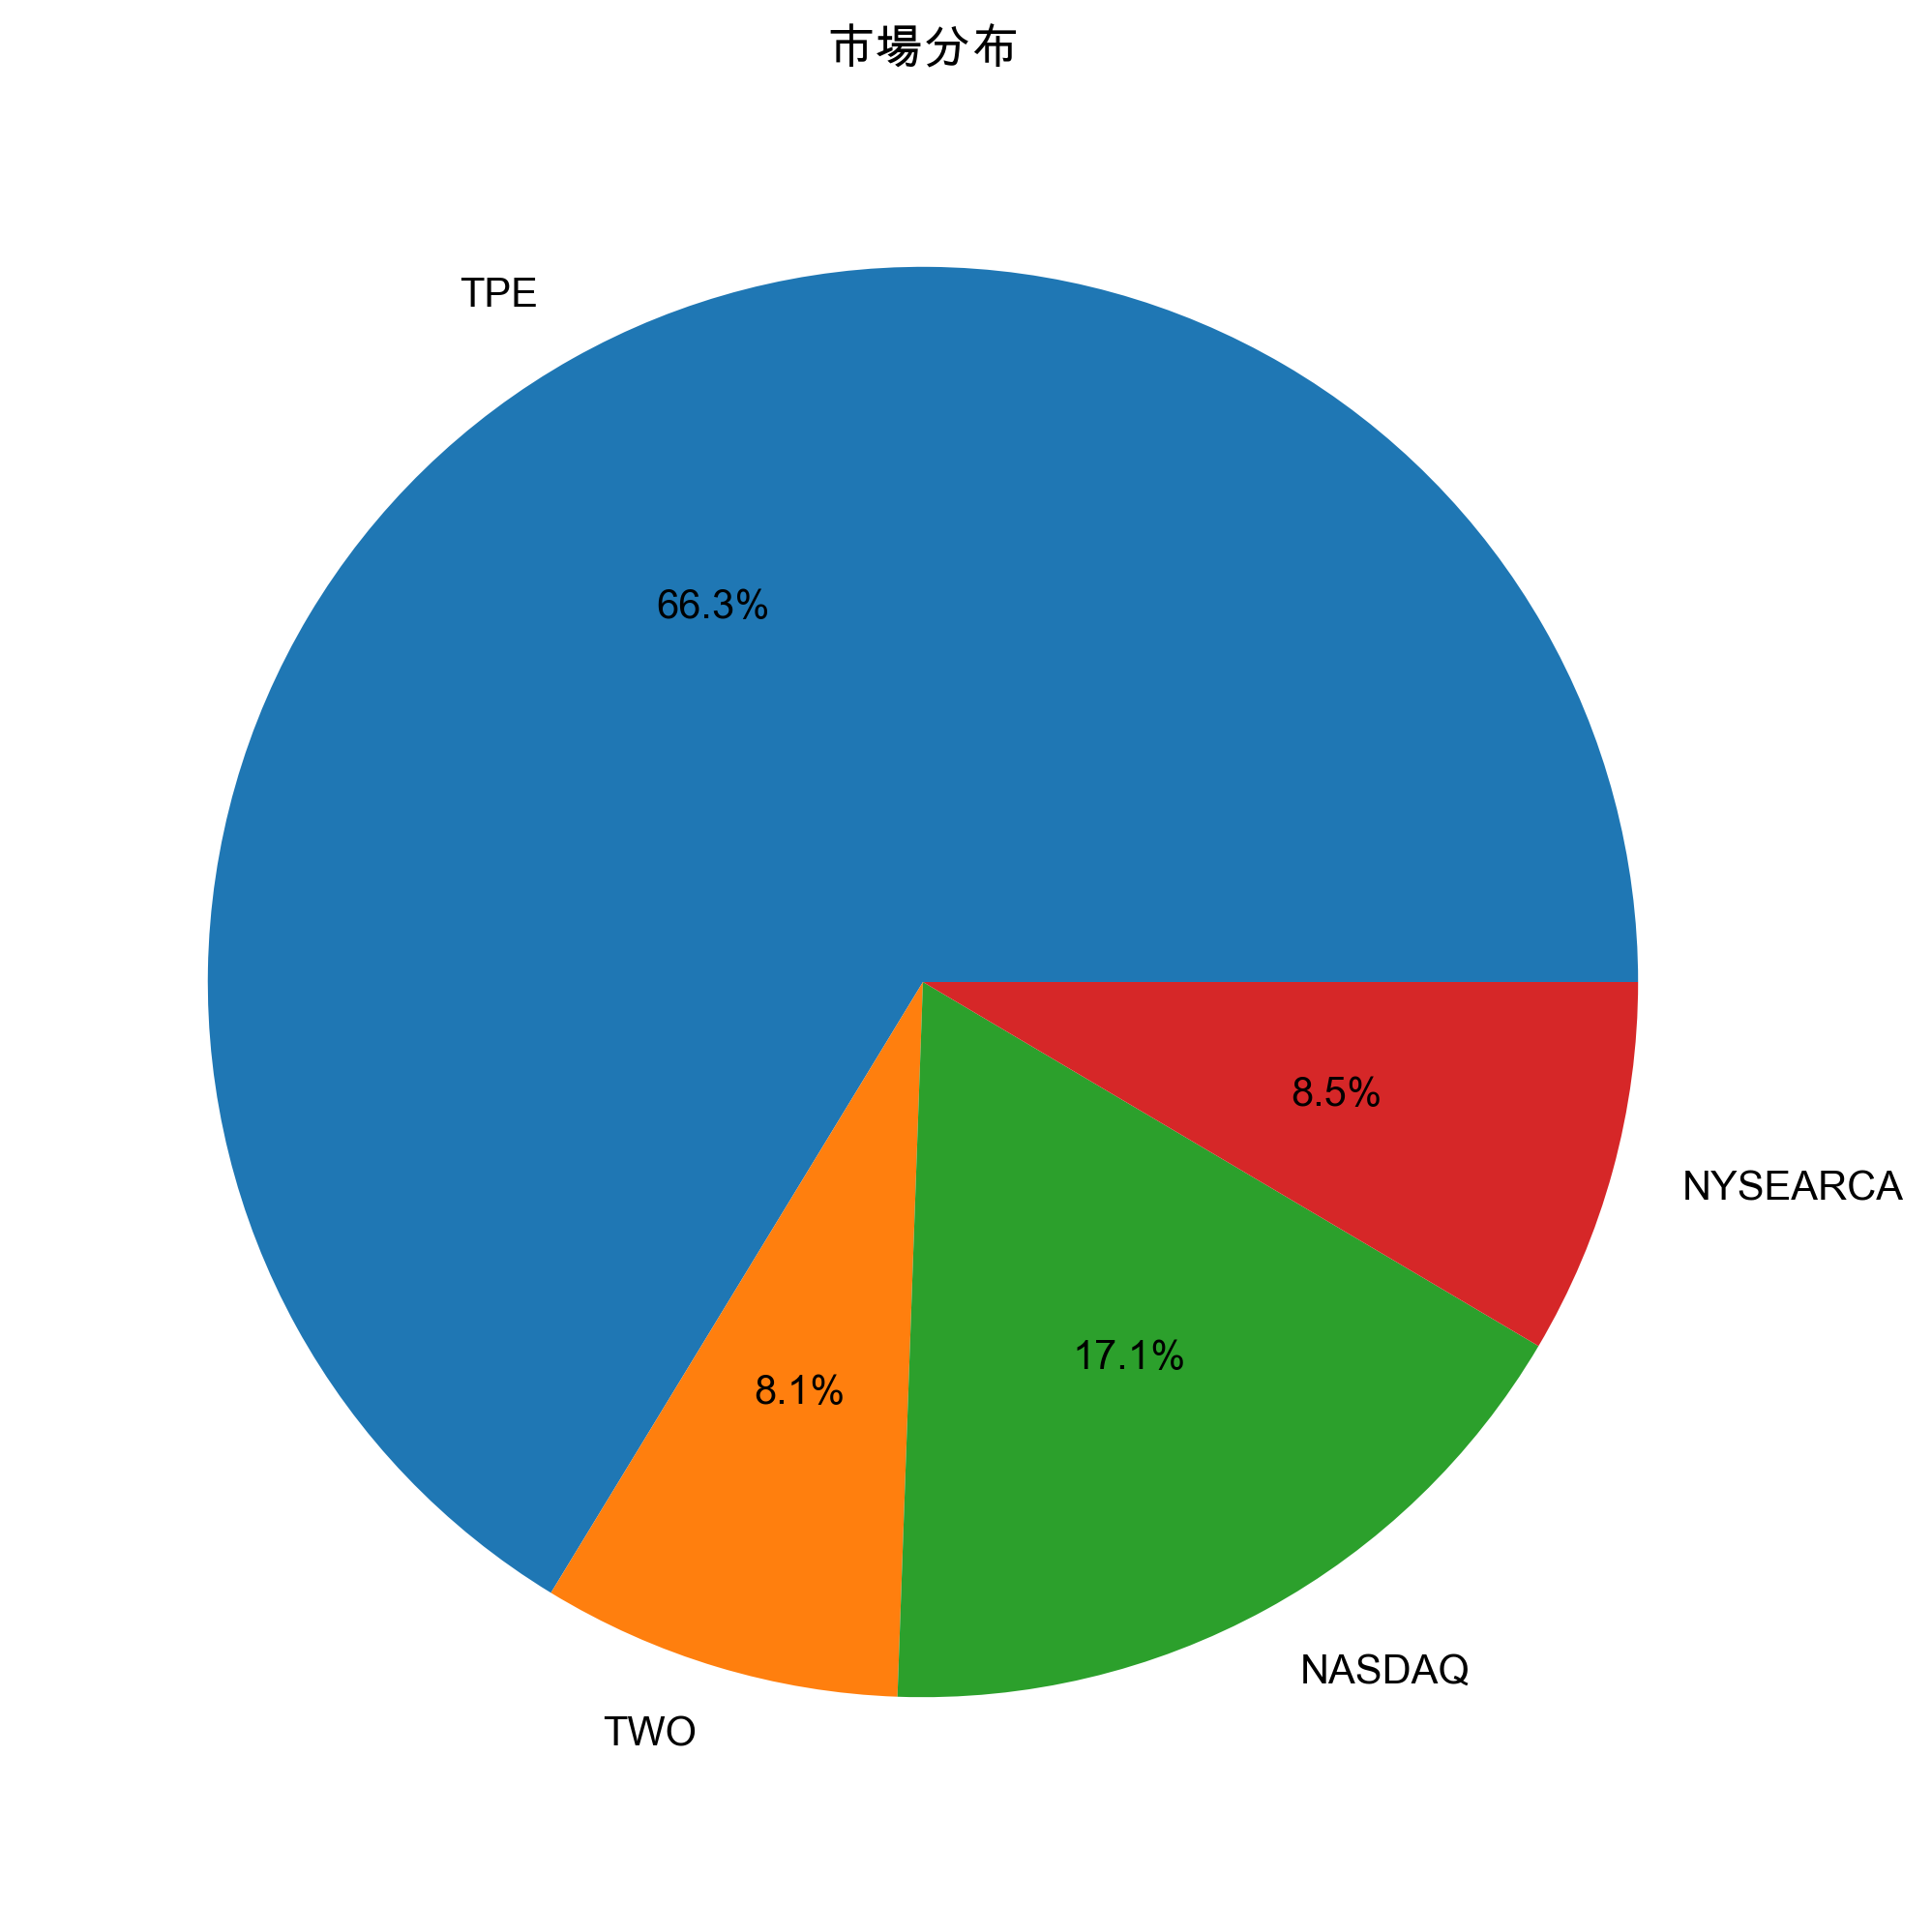 市場分布
TPE
66.3%
8.5%
NYSEARCA
17.1%
8.1%
NASDAQ
TWO